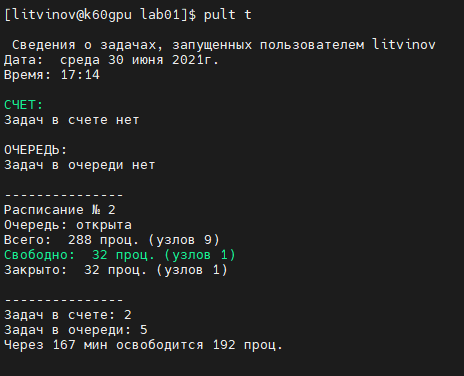 [litvinov@k60gpu lab01]$ pult t
Сведения о задачах, запущенных пользователем litvinov
Дата:  среда 30 июня 2021г.
Время: 17:14
СЧЕТ:
Задач в счете нет
ОЧЕРЕДЬ:
Задач в очереди нет
---------------
Расписание № 2
Очередь: открыта
Всего:  288 проц. (узлов 9)
Свободно:  32 проц. (узлов 1)
Закрыто:  32 проц. (узлов 1)
---------------
Задач в счете: 2
Задач в очереди: 5
Через 167 мин освободится 192 проц.